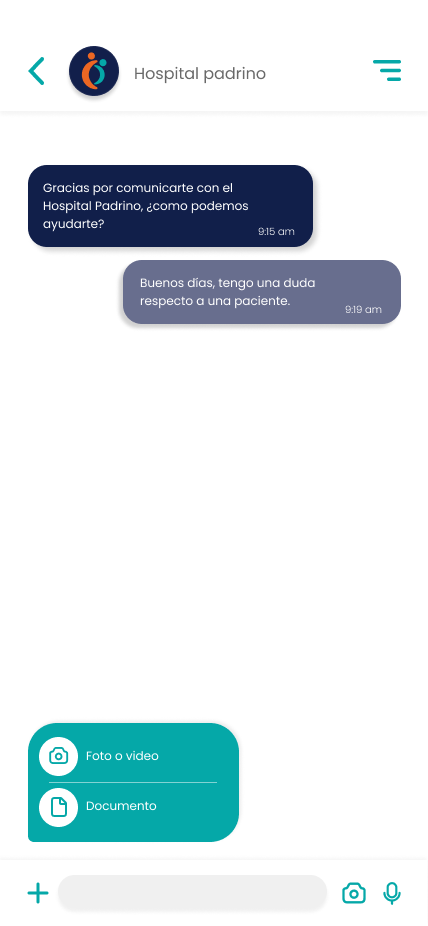 Hospital padrino
Gracias por comunicarte con el
Hospital Padrino, ¿como podemos
ayudarte?
9:15 am
Buenos días, tengo una duda
respecto a una paciente.
9:19 am
Foto o video
Documento